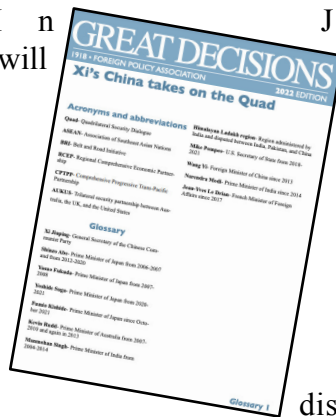 n J
will
GREAT DECISIONS
1918 • FOREIGN POLICY ASSOCIATION 2022 EDITION
Xi's China takes on the Quad
Acronyms and abbreviations
Quad- Quadrilateral Security Dialogue
ASEAN- Association of Southeast Asian Nations
BRI- Belt and Road Initiative
RCEP- Regional Comprehensive Economic Partner-
ship
CPTPP- Comprehensive Progressive Trans-Pacific
Partnership
AUKUS- Trilateral security partnership between Aus-
tralia, the UK, and the United States
Glossary
Xi Jinping- General Secretary of the Chinese Com-
munist Party
Shinzo Abe- Prime Minister of Japan from 2006-2007
and from 2012-2020
Yasuo Fukuda- Prime Minister of Japan from 2007-
2008
Yoshide Suga- Prime Minister of Japan from 2020-
2021
Fumio Kishide- Prime Minister of Japan since Octo-
ber 2021
Kevin Rudd- Prime Minister of Australia from 2007-
2010 and again in 2013
Manmohan Singh- Prime Minister of India from
2004-2014
Himalayan Ladakh region- Region administered by
India and disputed between India, Pakistan, and China
Mike Pompeo- U.S. Secretary of State from 2018-
2021
Wang Yi- Foreign Minister of China since 2013
Narendra Modi- Prime Minister of India since 2014
Jean-Yves Le Drian- French Minister of Foreign
Affairs since 2017
Glossary 1
dis